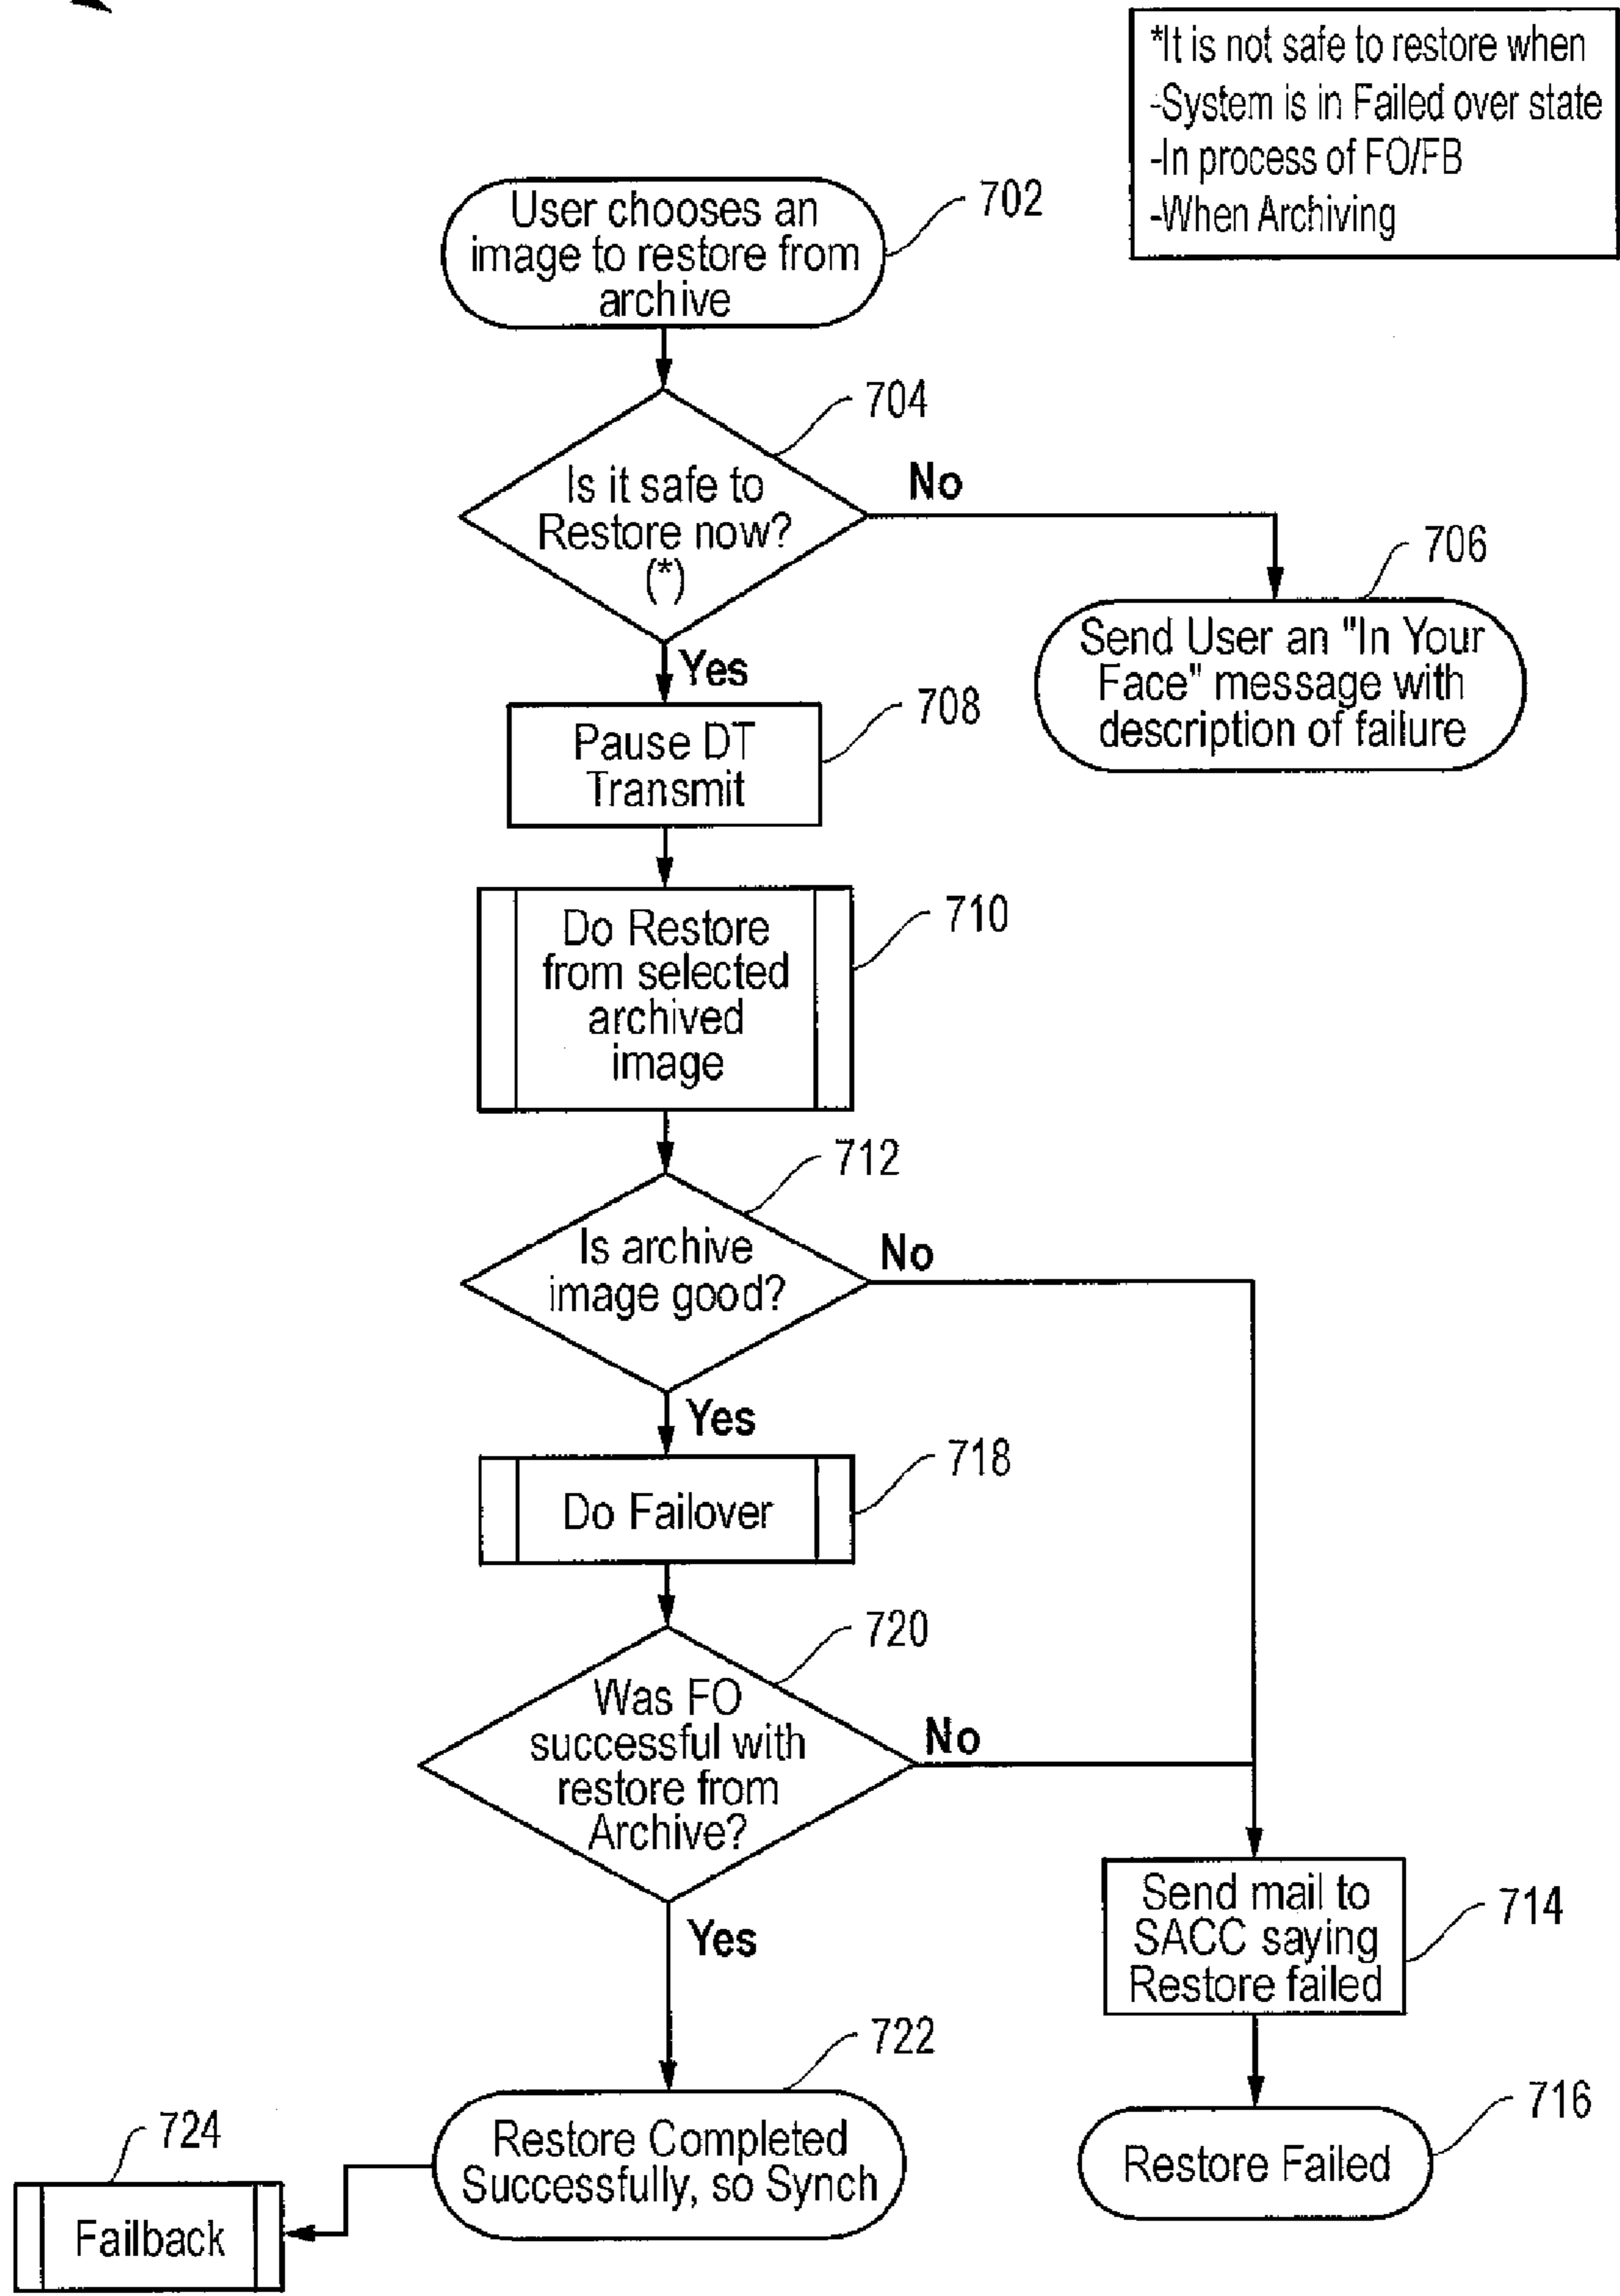 *It is not safe to restore when
-System is in Failed over state
-In process of FO/FB
-When Archiving
User chooses an
image to restore from
archive
702
Is it safe to
Restore now?
(*)
704
No
Yes
706
Send User an "In Your
Face" message with
description of failure
Pause DT
Transmit
708
Do Restore
from selected
archived
image
710
Is archive
image good?
712
No
Yes
Do Failover
718
Was FO
successful with
restore from
Archive?
720
No
Yes
Send mail to
SACC saying
Restore failed
714
Restore Failed
716
Restore Completed
Successfully, so Synch
722
724
Failback